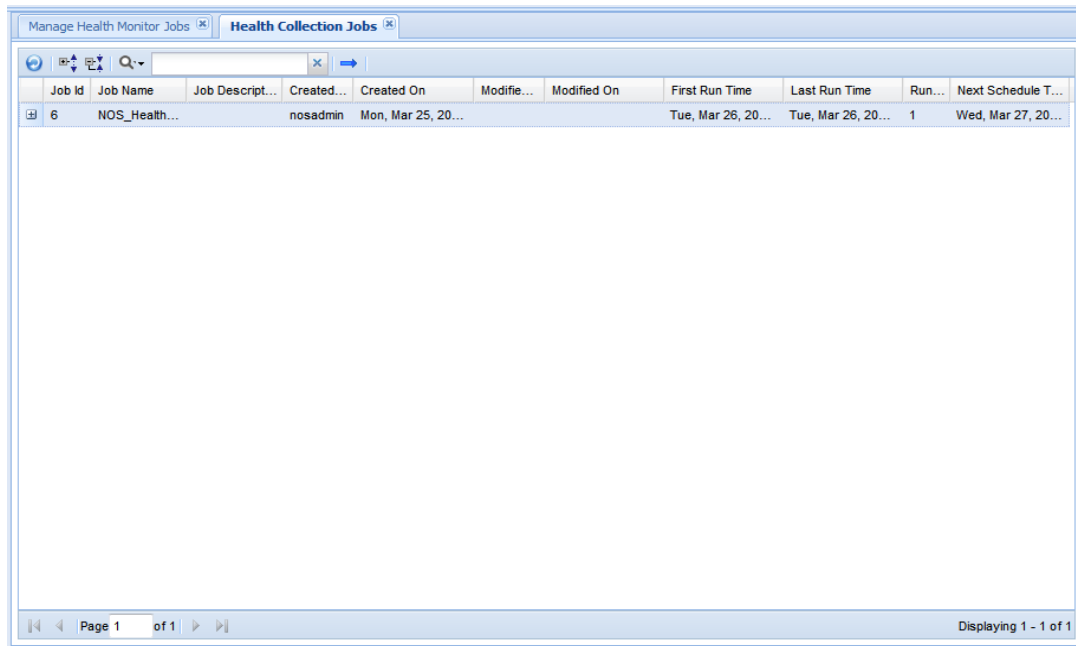 Manage Health Monitor Jobs Health Collection Jobs
Job Id Job Name Job Descript... Created... Created On Modifie... Modified On First Run Time Last Run Time Run... Next Schedule T...
6 NOS_Health... nosadmin Mon, Mar 25, 20... Tue, Mar 26, 20... Tue, Mar 26, 20... 1 Wed, Mar 27, 20...
Page 1 of 1 Displaying 1 - 1 of 1